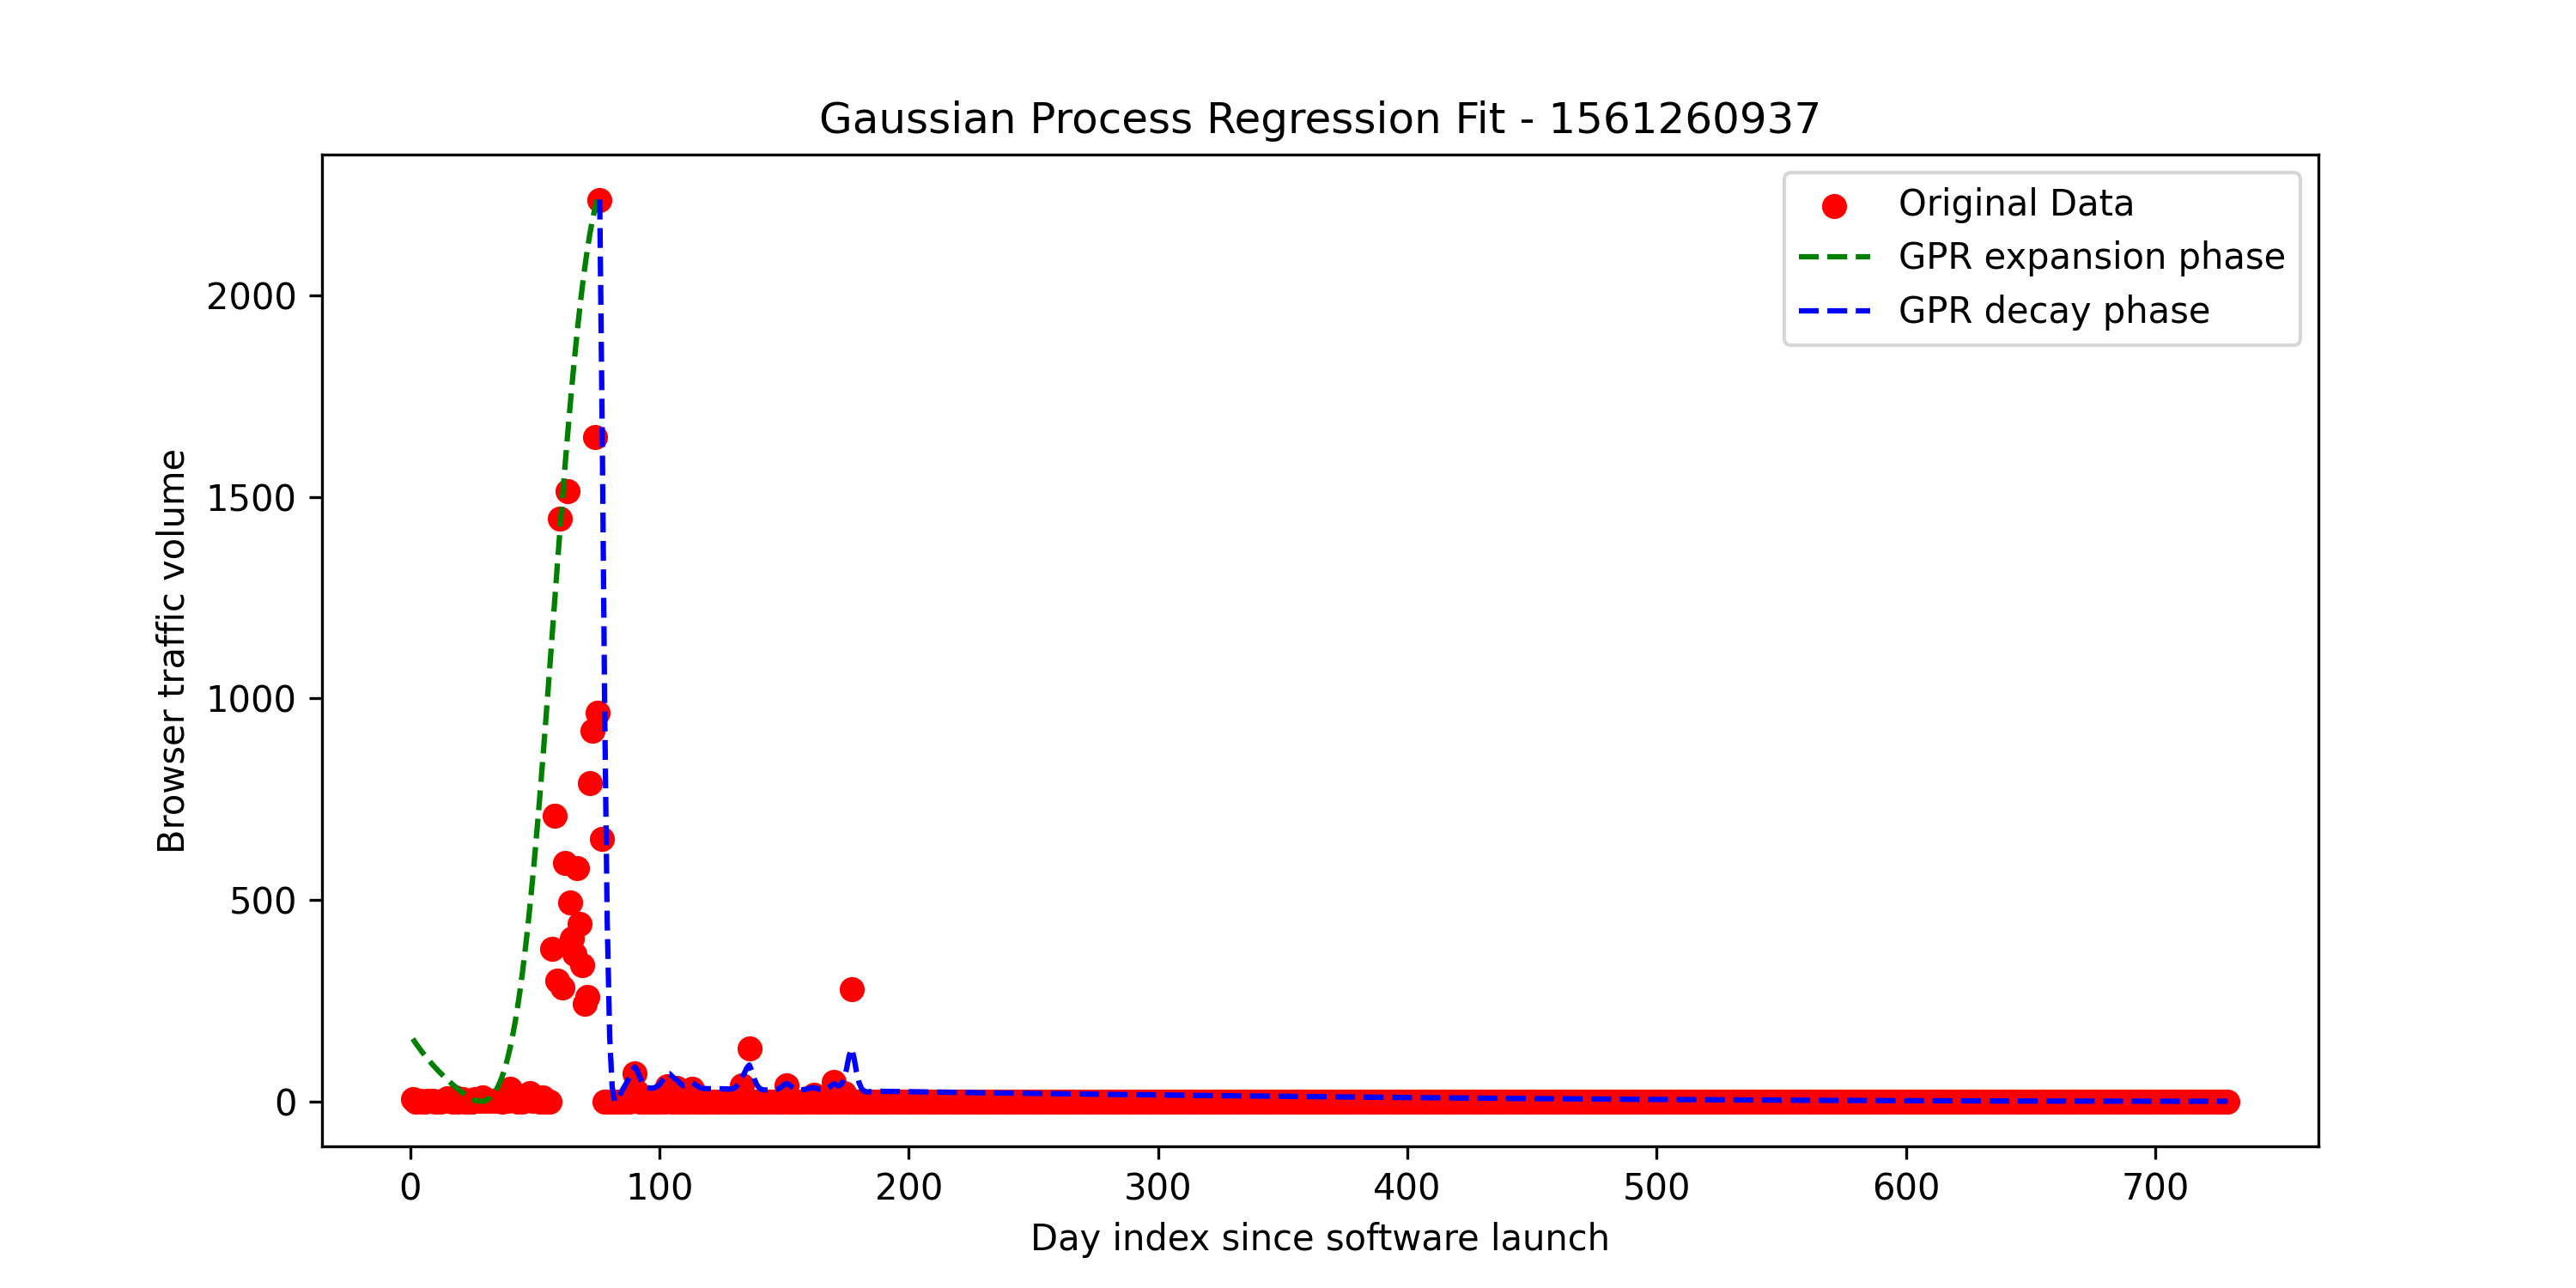 Gaussian Process Regression Fit - 1561260937
Original Data
GPR expansion phase
GPR decay phase
Browser traffic volume
2000
1500
1000
500
0
0 100 200 300 400 500 600 700
Day index since software launch